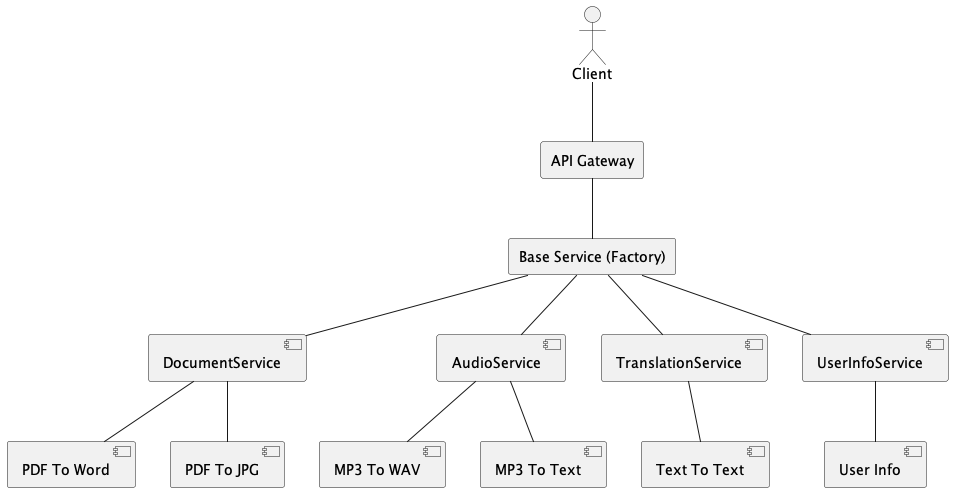 Client
API Gateway
Base Service (Factory)
DocumentService
AudioService
TranslationService
UserInfoService
PDF To Word
PDF To JPG
MP3 To WAV
MP3 To Text
Text To Text
User Info